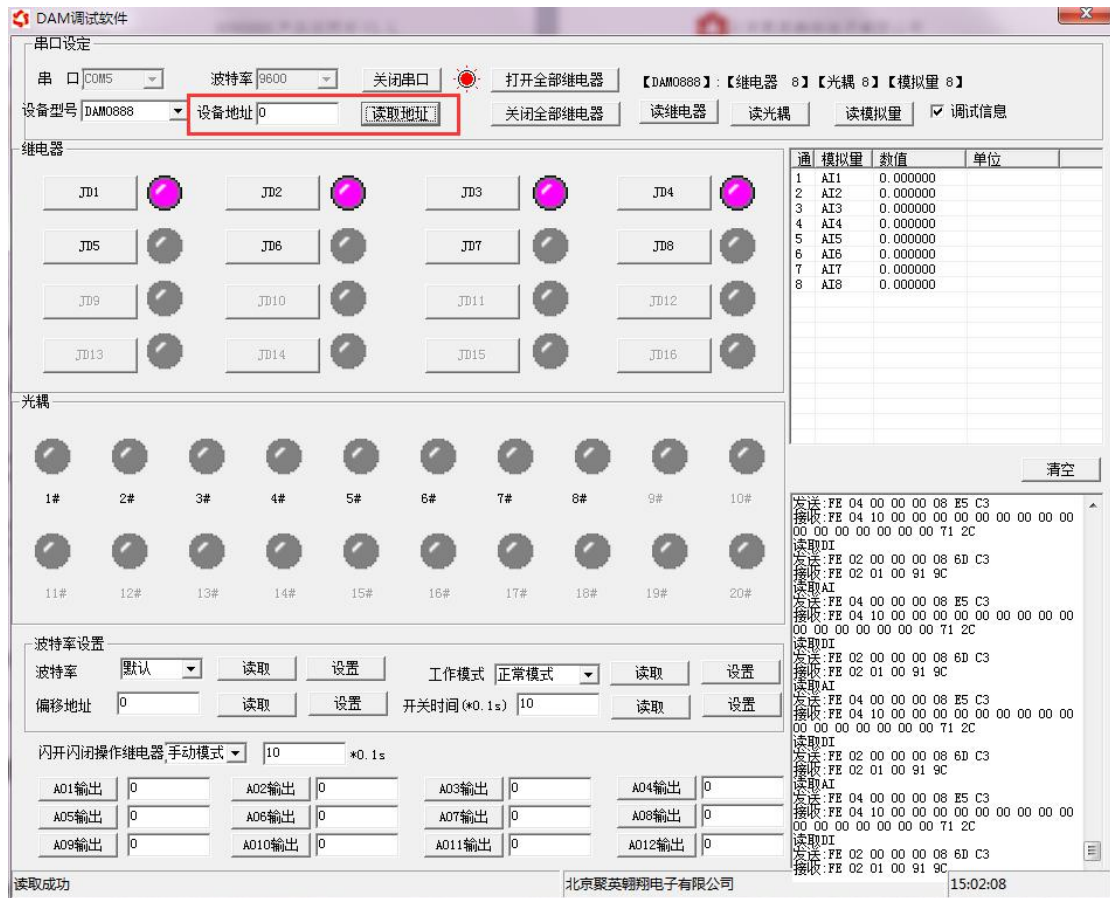 DAM调试软件
串口设定
串 口 COM5 波特率 9600 关闭串口 打开全部继电器 【DAM0888】:【继电器 8】【光耦 8】【模拟量 8】
设备型号 DAM0888 设备地址 0 读取地址 关闭全部继电器 读继电器 读光耦 读模拟量 调试信息
继电器
JD1 JD2 JD3 JD4
JD5 JD6 JD7 JD8
JD9 JD10 JD11 JD12
JD13 JD14 JD15 JD16
通 模拟量 数值 单位
1 AI1 0.000000
2 AI2 0.000000
3 AI3 0.000000
4 AI4 0.000000
5 AI5 0.000000
6 AI6 0.000000
7 AI7 0.000000
8 AI8 0.000000
光耦
1# 2# 3# 4# 5# 6# 7# 8# 9# 10#
11# 12# 13# 14# 15# 16# 17# 18# 19# 20#
清空
发送:FE 04 00 00 00 08 E5 C3
接收:FE 04 10 00 00 00 00 00 00 00 00 00
00 00 00 00 00 00 00 71 2C
读取DI
发送:FE 02 00 00 00 08 6D C3
接收:FE 02 01 00 91 9C
读取AI
发送:FE 04 00 00 00 08 E5 C3
接收:FE 04 10 00 00 00 00 00 00 00 00 00
00 00 00 00 00 00 00 71 2C
读取DI
发送:FE 02 00 00 00 08 6D C3
接收:FE 02 01 00 91 9C
读取AI
发送:FE 04 00 00 00 08 E5 C3
接收:FE 04 10 00 00 00 00 00 00 00 00 00
00 00 00 00 00 00 00 71 2C
读取DI
发送:FE 02 00 00 00 08 6D C3
接收:FE 02 01 00 91 9C
读取AI
发送:FE 04 00 00 00 08 E5 C3
接收:FE 04 10 00 00 00 00 00 00 00 00 00
00 00 00 00 00 00 00 71 2C
读取DI
发送:FE 02 00 00 00 08 6D C3
接收:FE 02 01 00 91 9C
波特率设置
波特率 默认 读取 设置 工作模式 正常模式 读取 设置
偏移地址 0 读取 设置 开关时间(*0.1s) 10 读取 设置
闪开闪闭操作继电器 手动模式 10 *0.1s
AO1输出 0 AO2输出 0 AO3输出 0 AO4输出 0
AO5输出 0 AO6输出 0 AO7输出 0 AO8输出 0
AO9输出 0 AO10输出 0 AO11输出 0 AO12输出 0
读取成功 北京聚英翱翔电子有限公司 15:02:08